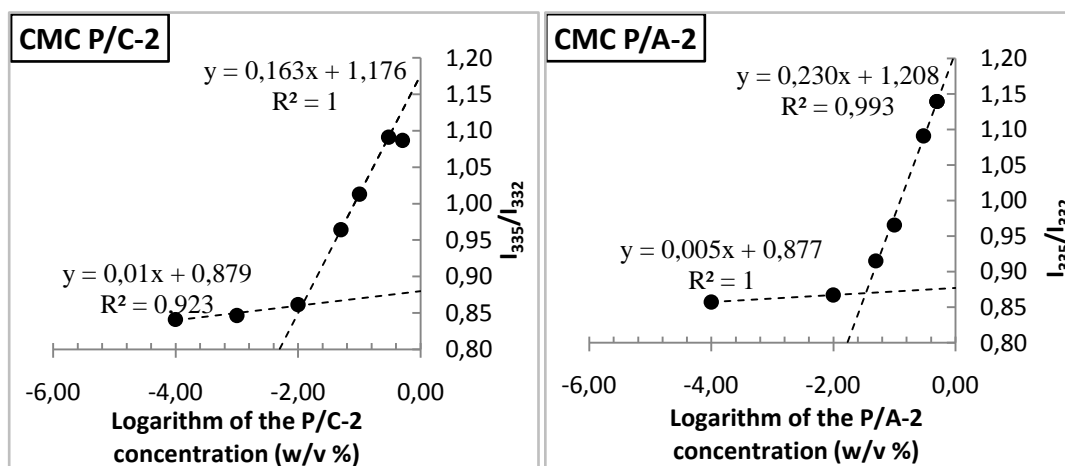 CMC P/C-2
y = 0,163x + 1,176
R² = 1
y = 0,01x + 0,879
R² = 0,923
1,20
1,15
1,10
1,05
1,00
0,95
0,90
0,85
0,80
I335/I332
-6,00 -4,00 -2,00 0,00
Logarithm of the P/C-2
concentration (w/v %)
CMC P/A-2
y = 0,230x + 1,208
R² = 0,993
y = 0,005x + 0,877
R² = 1
1,20
1,15
1,10
1,05
1,00
0,95
0,90
0,85
0,80
I335/I332
-6,00 -4,00 -2,00 0,00
Logarithm of the P/A-2
concentration (w/v %)